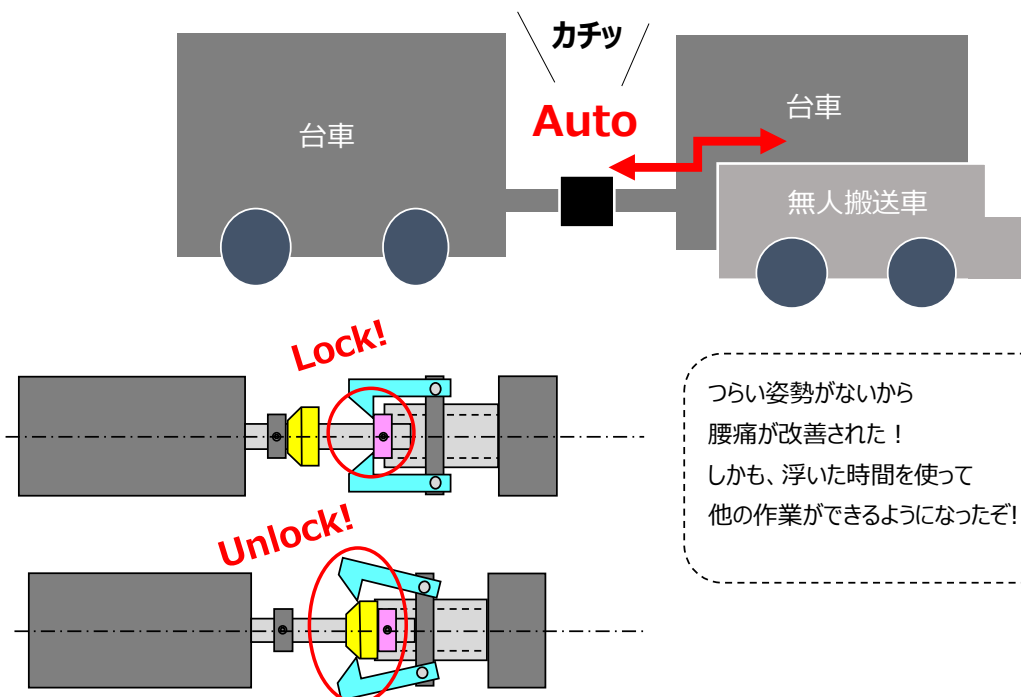 カチッ
Auto
台車
台車
無人搬送車
Lock!
つらい姿勢がないから
腰痛が改善された！
しかも、浮いた時間を使って
他の作業ができるようになったぞ!
Unlock!